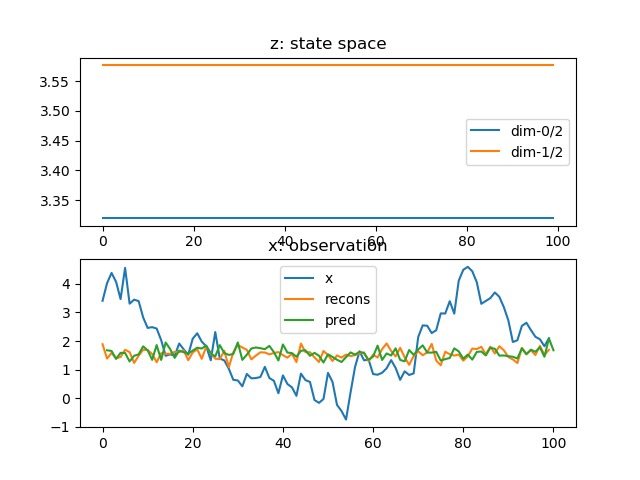 z: state space
3.55
3.50
3.45
3.40
3.35
dim-0/2
dim-1/2
0 20 40 60 80 100
x: observation
4
3
2
1
0
−1
x
recons
pred
0 20 40 60 80 100